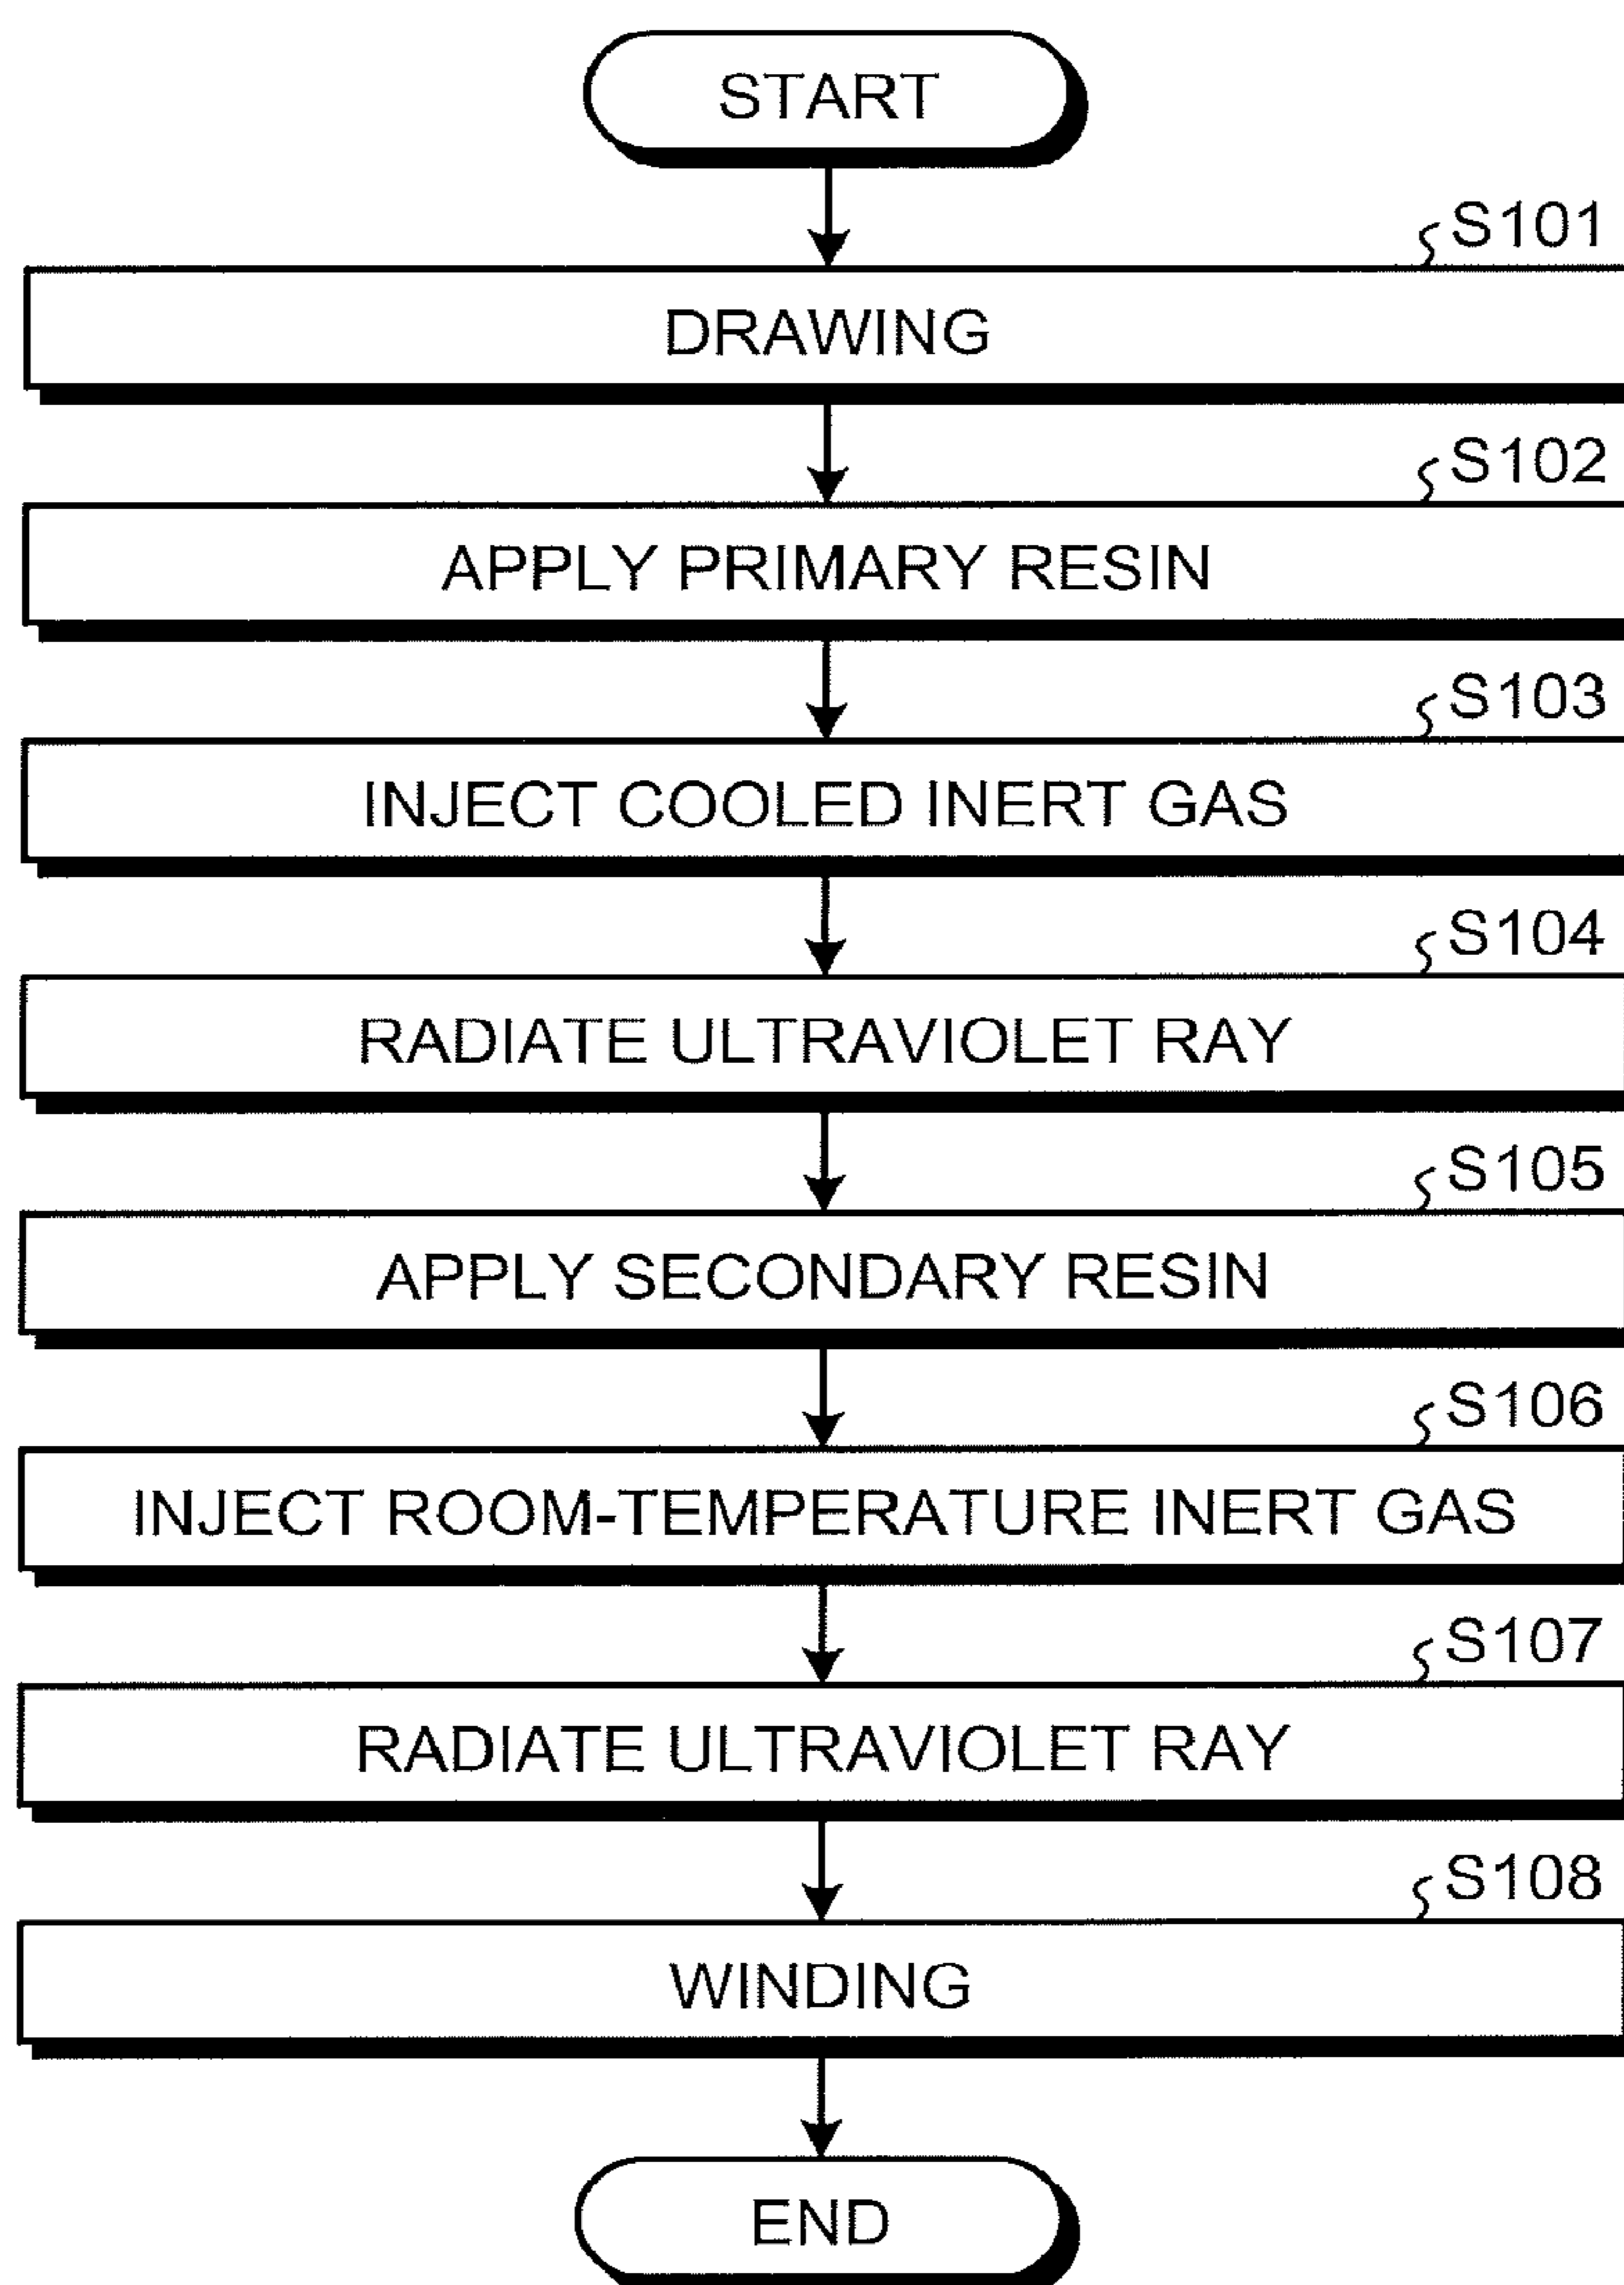 START
S101
DRAWING
S102
APPLY PRIMARY RESIN
S103
INJECT COOLED INERT GAS
S104
RADIATE ULTRAVIOLET RAY
S105
APPLY SECONDARY RESIN
S106
INJECT ROOM-TEMPERATURE INERT GAS
S107
RADIATE ULTRAVIOLET RAY
S108
WINDING
END